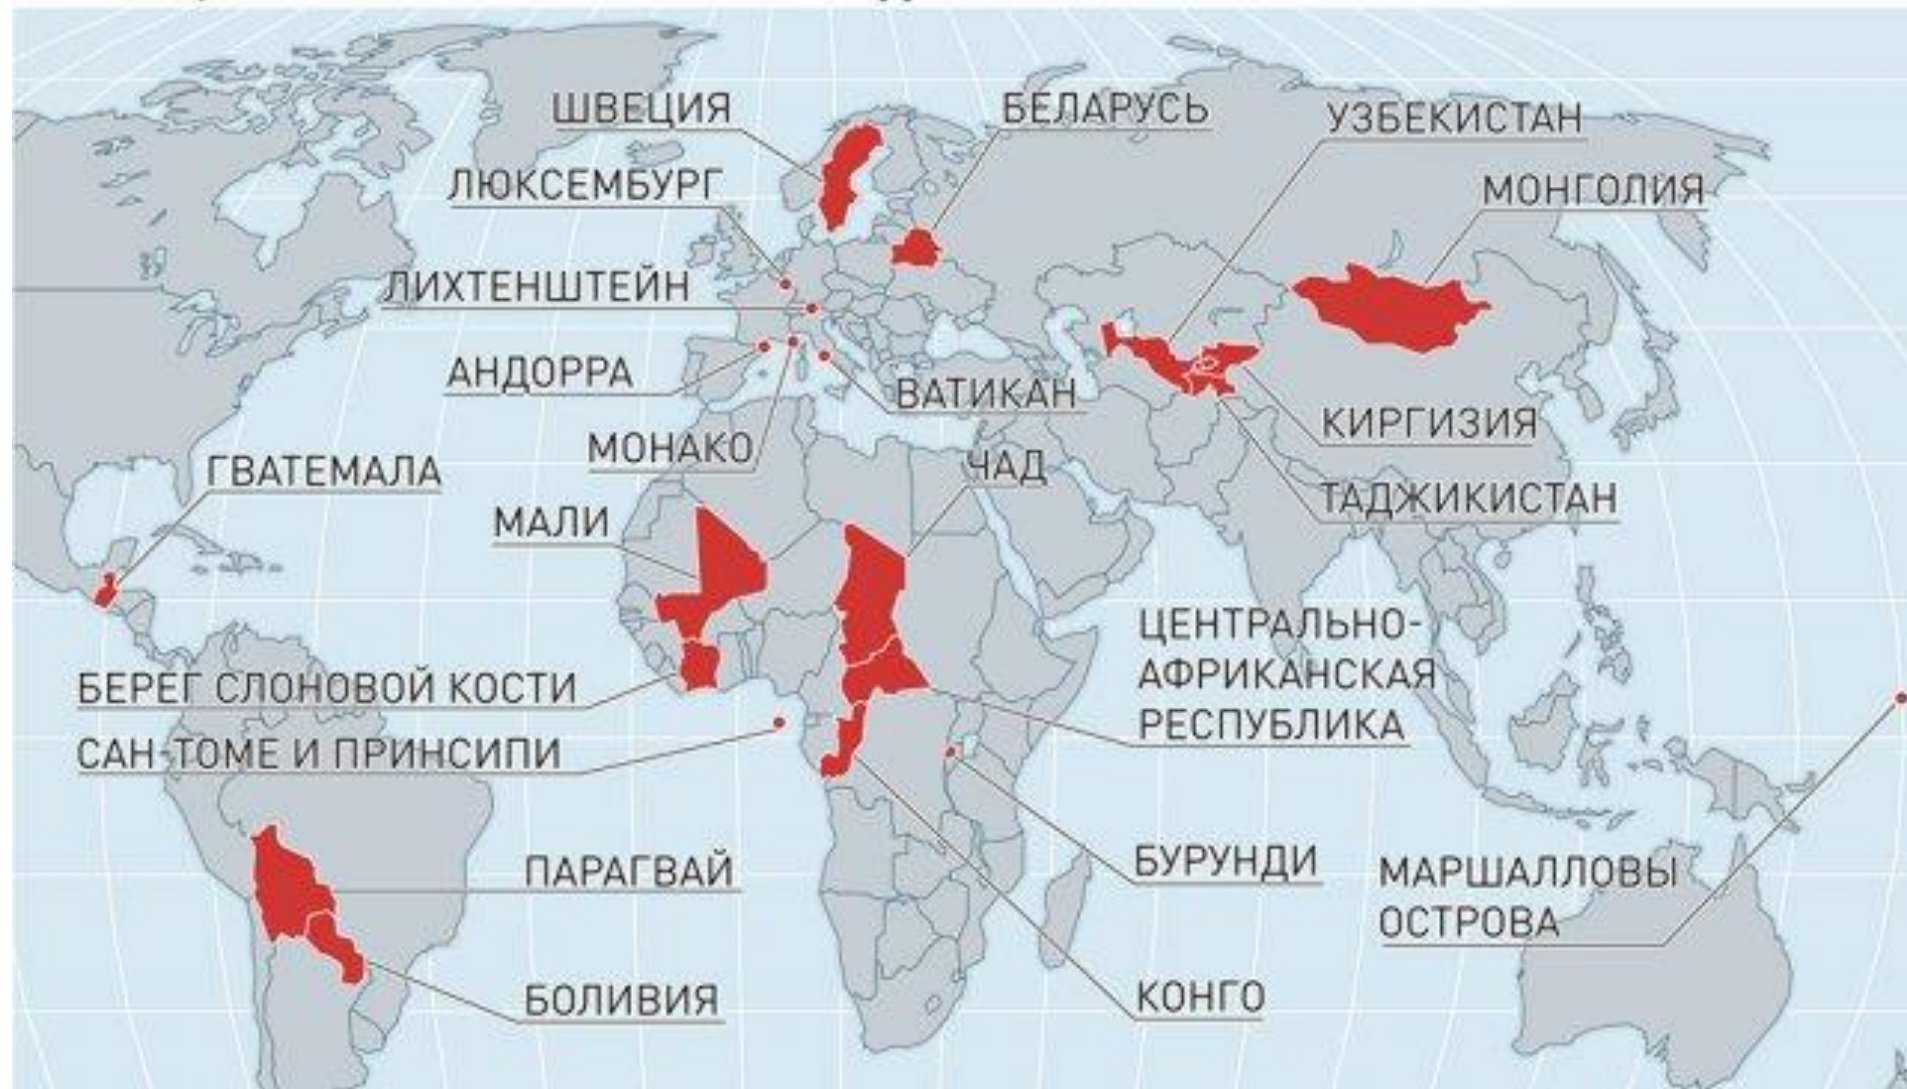 ШВЕЦИЯ
БЕЛАРУСЬ
УЗБЕКИСТАН
ЛЮКСЕМБУРГ
МОНГОЛИЯ
ЛИХТЕНШТЕЙН
АНДОРРА
ВАТИКАН
КИРГИЗИЯ
МОНАКО
ГВАТЕМАЛА
ЧАД
ТАДЖИКИСТАН
МАЛИ
ЦЕНТРАЛЬНО-
АФРИКАНСКАЯ
РЕСПУБЛИКА
БЕРЕГ СЛОНОВОЙ КОСТИ
САН-ТОМЕ И ПРИНСИПИ
ПАРАГВАЙ
БУРУНДИ
МАРШАЛЛОВЫ
ОСТРОВА
БОЛИВИЯ
КОНГО